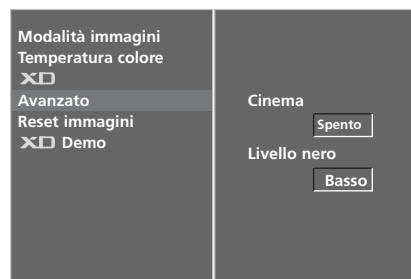 Modalità immagini
Temperatura colore
XD
Avanzato
Reset immagini
XD Demo
Cinema
Spento
Livello nero
Basso